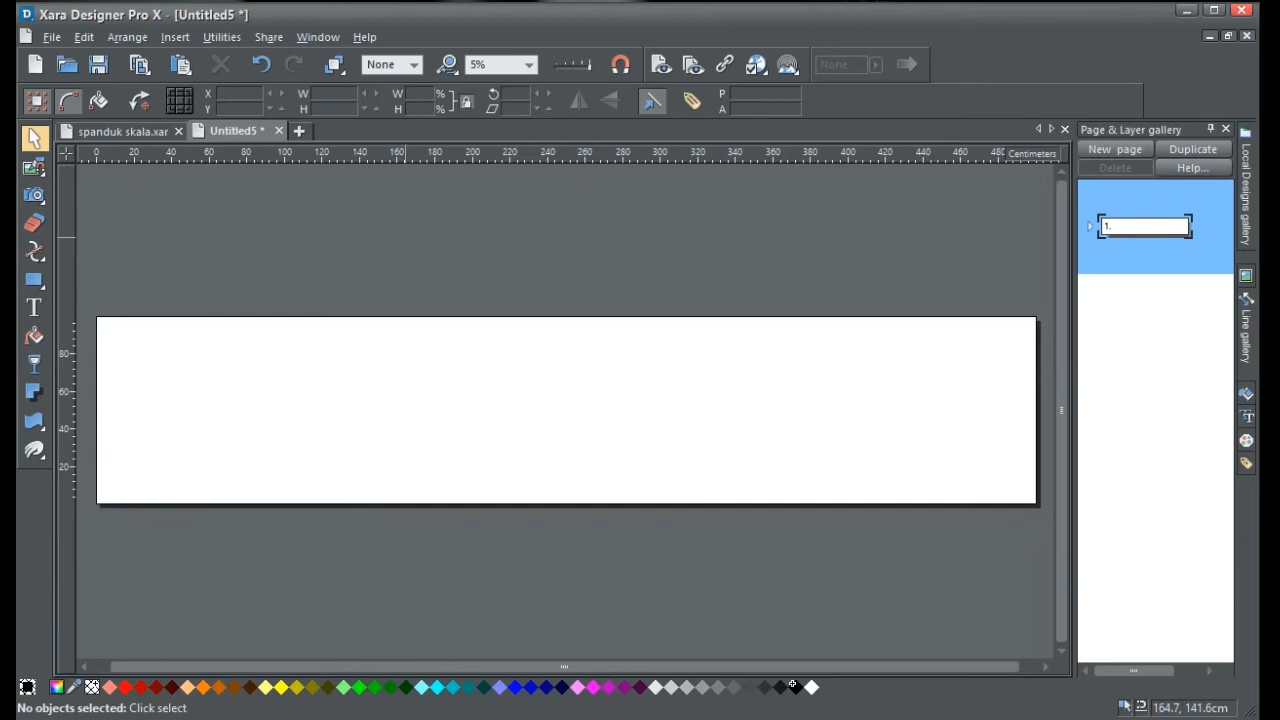 Xara Designer Pro X - [Untitled5 *]
File Edit Arrange Insert Utilities Share Window Help
None 5% None
X W W % P
Y H H % A
spanduk skala.xar Untitled5 *
Page & Layer gallery
0 20 40 60 80 100 120 140 160 180 200 220 240 260 280 300 320 340 360 380 400 420 440 460 480 Centimeters
New page Duplicate
Delete Help...
Local Designs gallery
1.
Line gallery
80
60
40
20
No objects selected: Click select
164.7, 141.6cm